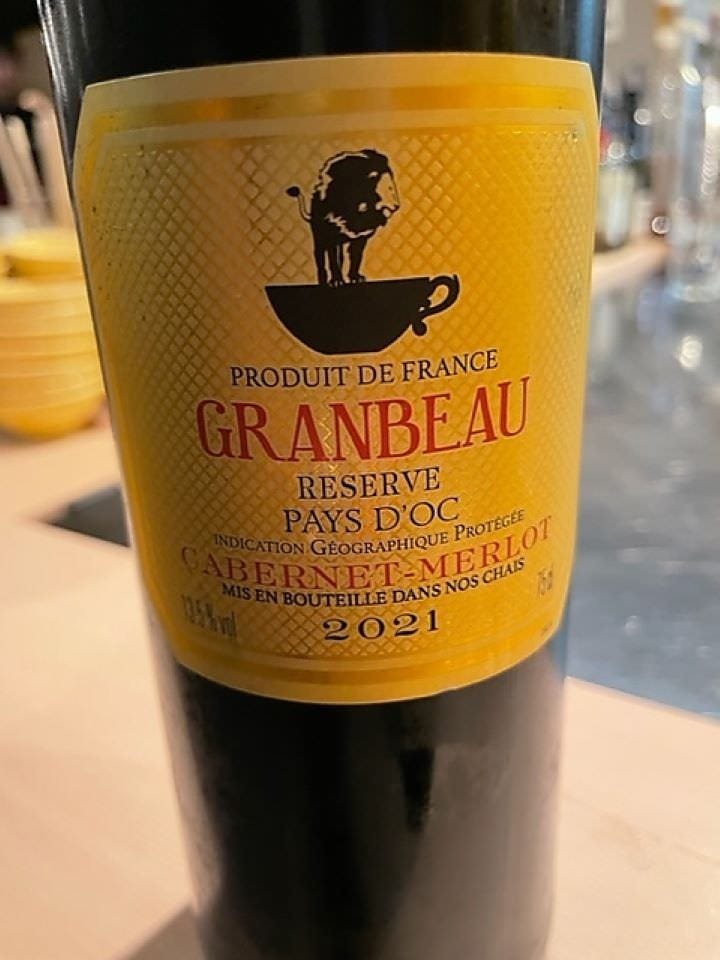 PRODUIT DE FRANCE
GRANBEAU
RESERVE
PAYS D'OC
INDICATION GÉOGRAPHIQUE PROTÉGÉE
CABERNET-MERLOT
MIS EN BOUTEILLE DANS NOS CHAIS
13.5%vol
2021
75cl